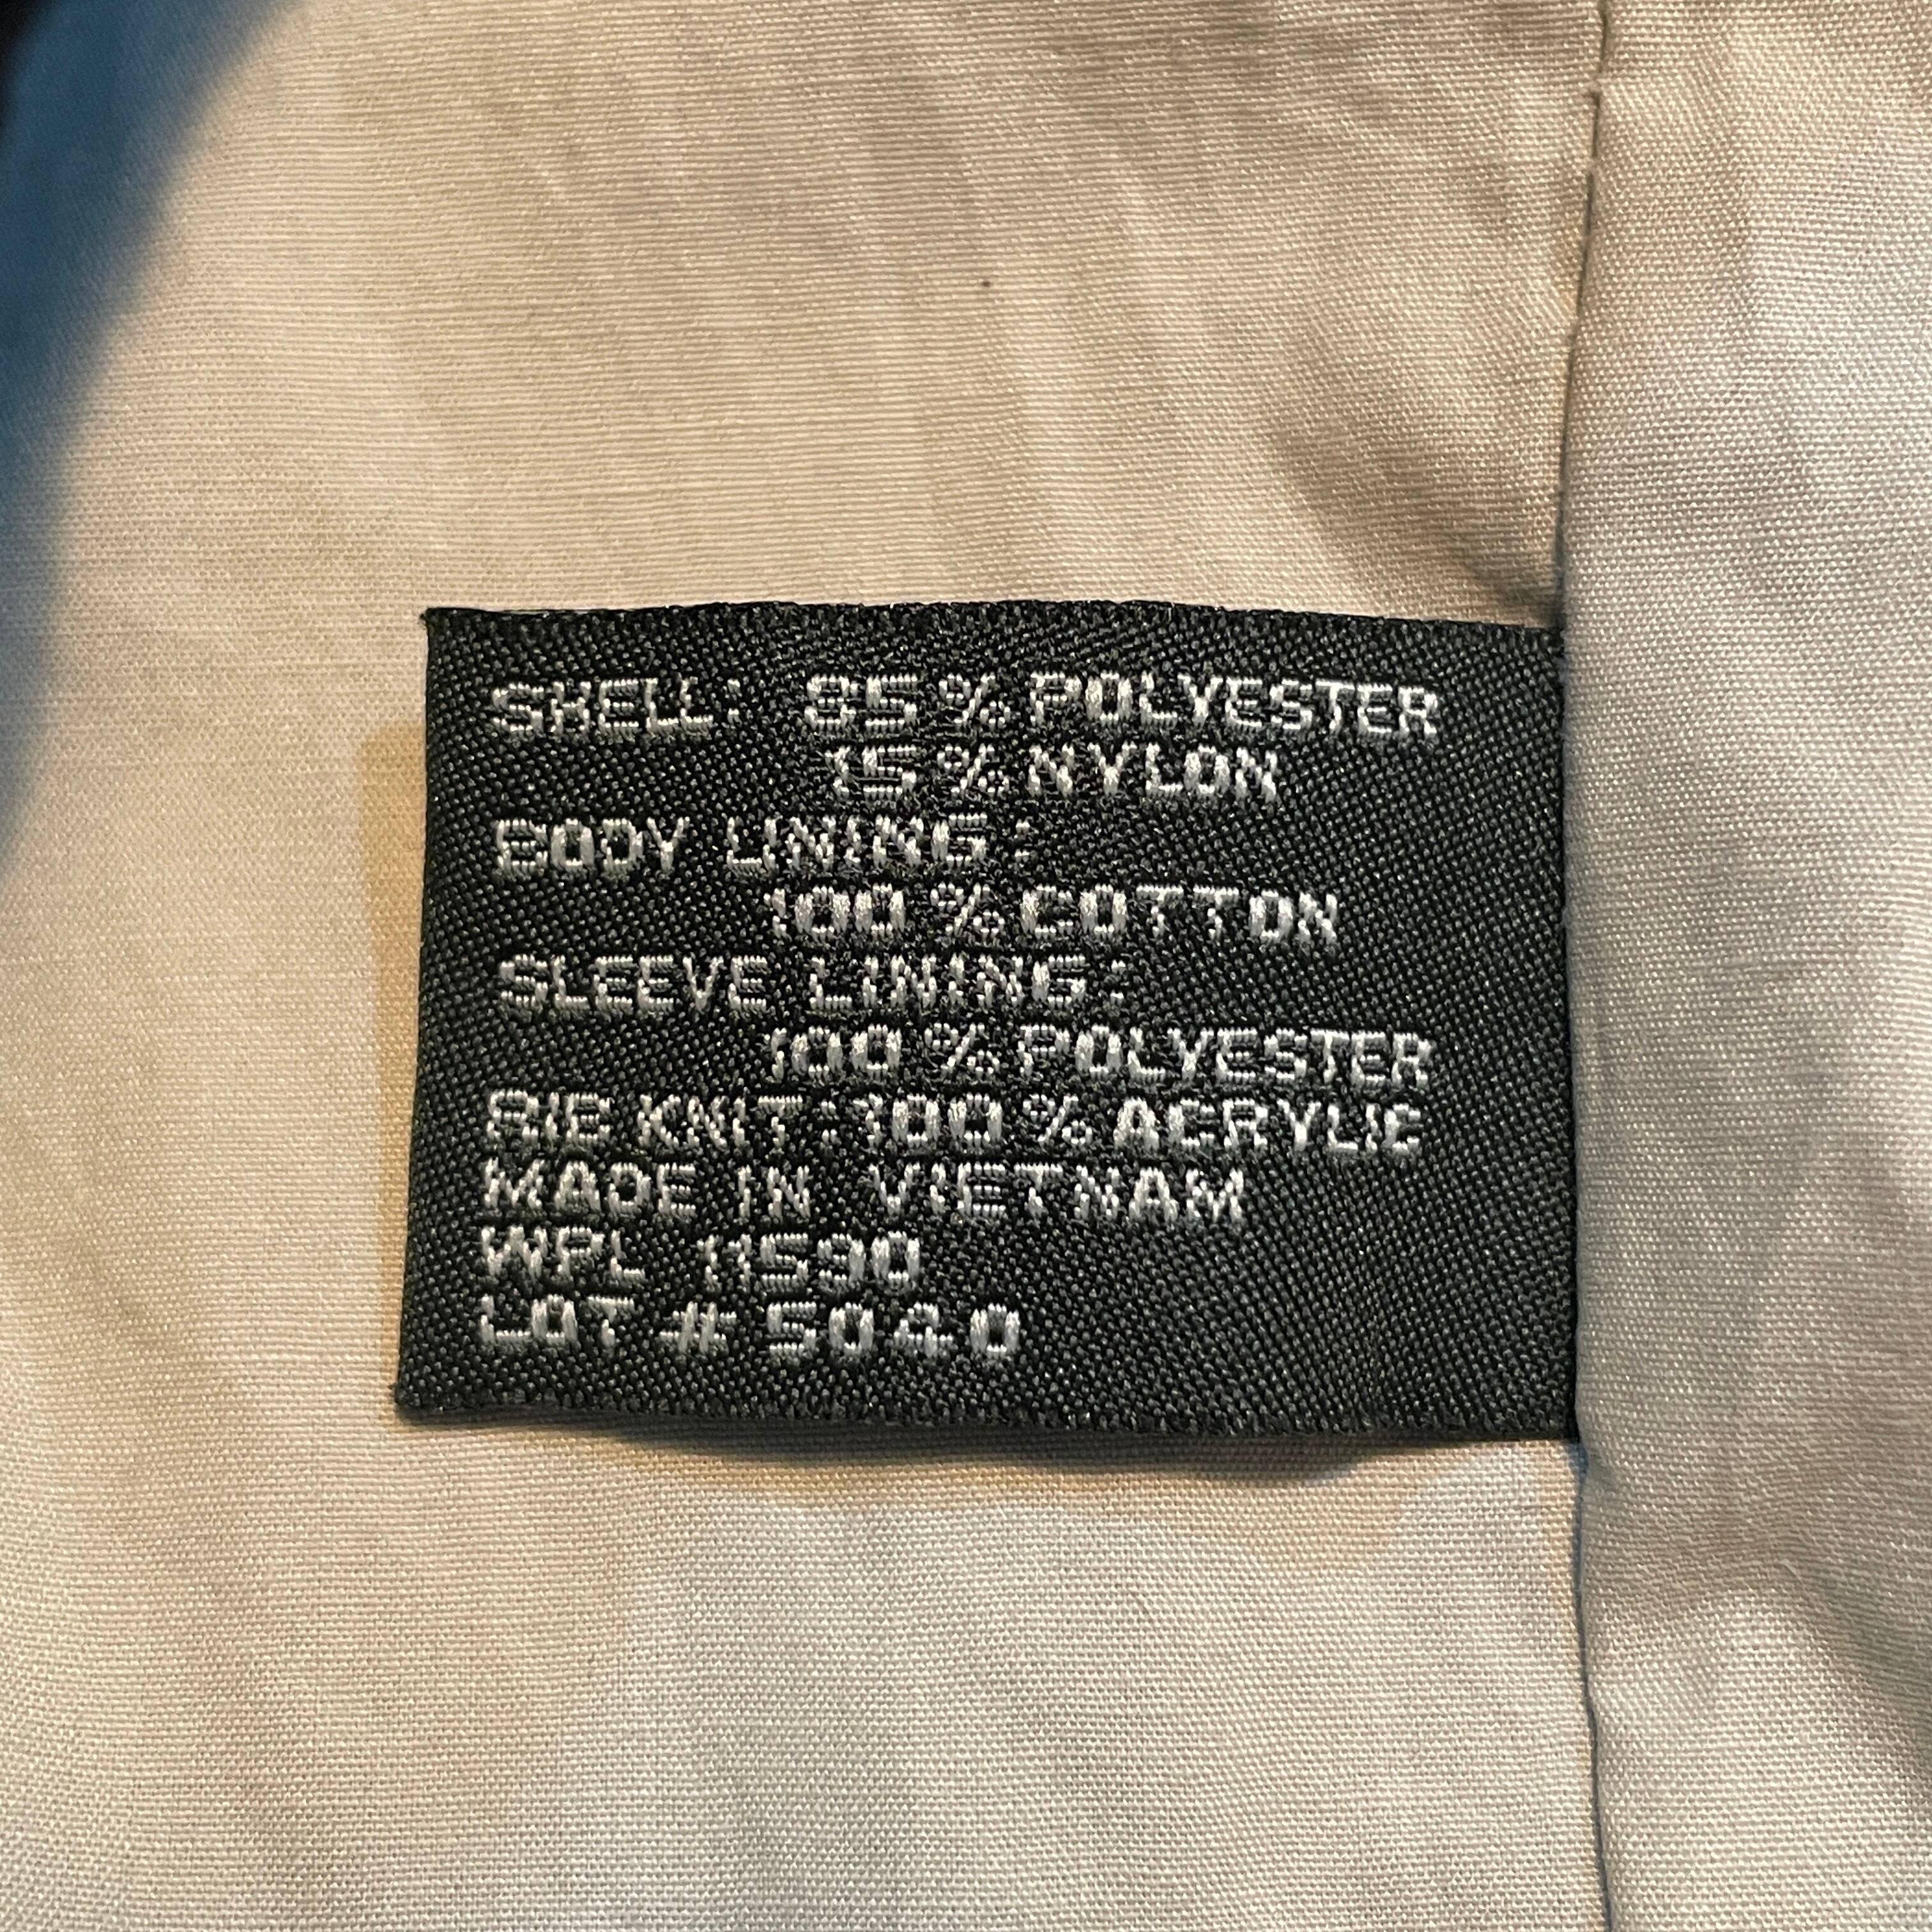 SHELL: 85% POLYESTER
15% NYLON
BODY LINING:
100% COTTON
SLEEVE LINING:
100% POLYESTER
RIB KNIT: 100% ACRYLIC
MADE IN VIETNAM
WPL 11590
LOT # 5040